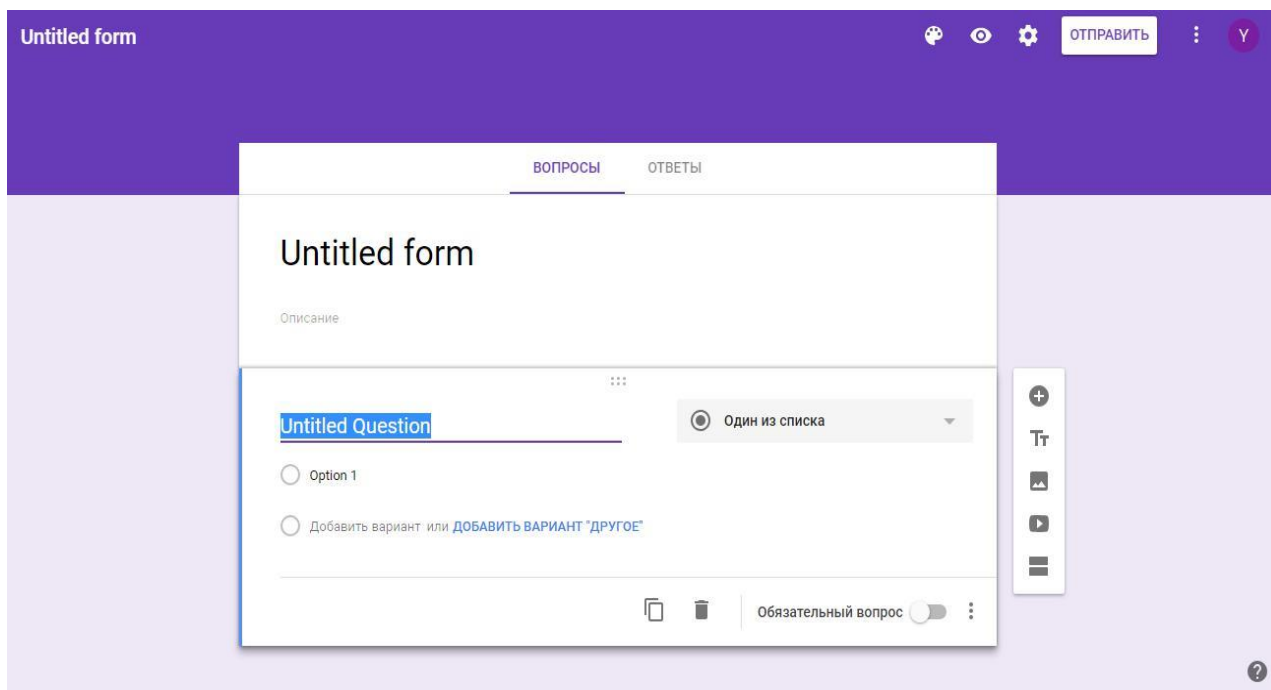 Untitled form
ОТПРАВИТЬ
Y
ВОПРОСЫ ОТВЕТЫ
Untitled form
Описание
Untitled Question
Один из списка
Option 1
Добавить вариант или ДОБАВИТЬ ВАРИАНТ "ДРУГОЕ"
Обязательный вопрос